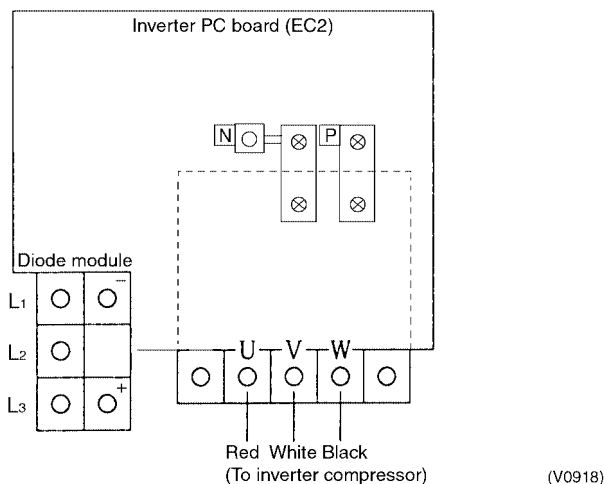 Inverter PC board (EC2)
N P
Diode module
L1 −
L2
L3 +
U V W
Red White Black
(To inverter compressor)
(V0918)